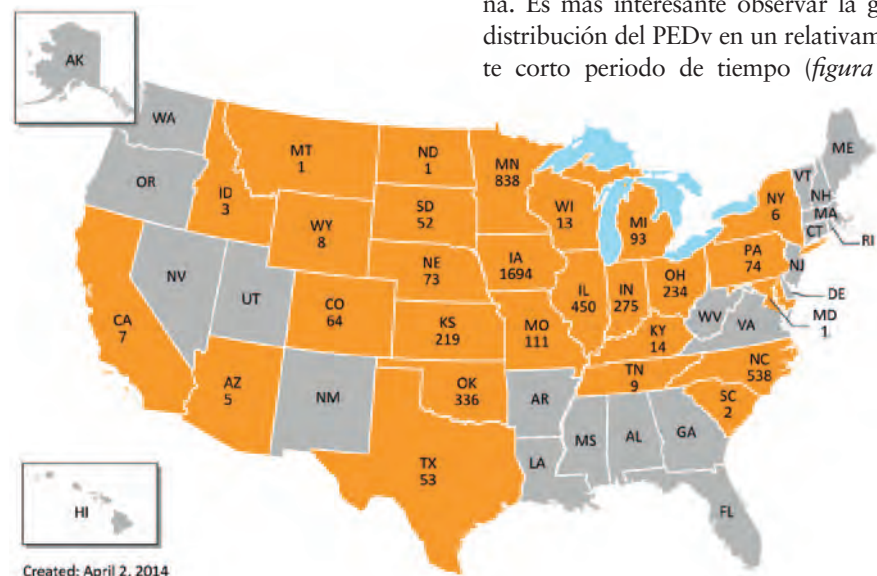 na. Es más interesante observar la g
distribución del PEDv en un relativam
te corto periodo de tiempo (figura
AK
WA
OR
CA
7
NV
ID
3
MT
1
WY
8
UT
AZ
5
CO
64
NM
ND
1
SD
52
NE
73
KS
219
OK
336
TX
53
MN
838
IA
1694
MO
111
AR
LA
WI
13
IL
450
MI
93
IN
275
OH
234
KY
14
TN
9
MS
AL
GA
FL
SC
2
NC
538
VA
WV
PA
74
NY
6
VT
NH
ME
MA
CT
RI
NJ
DE
MD
1
HI
Created: April 2, 2014